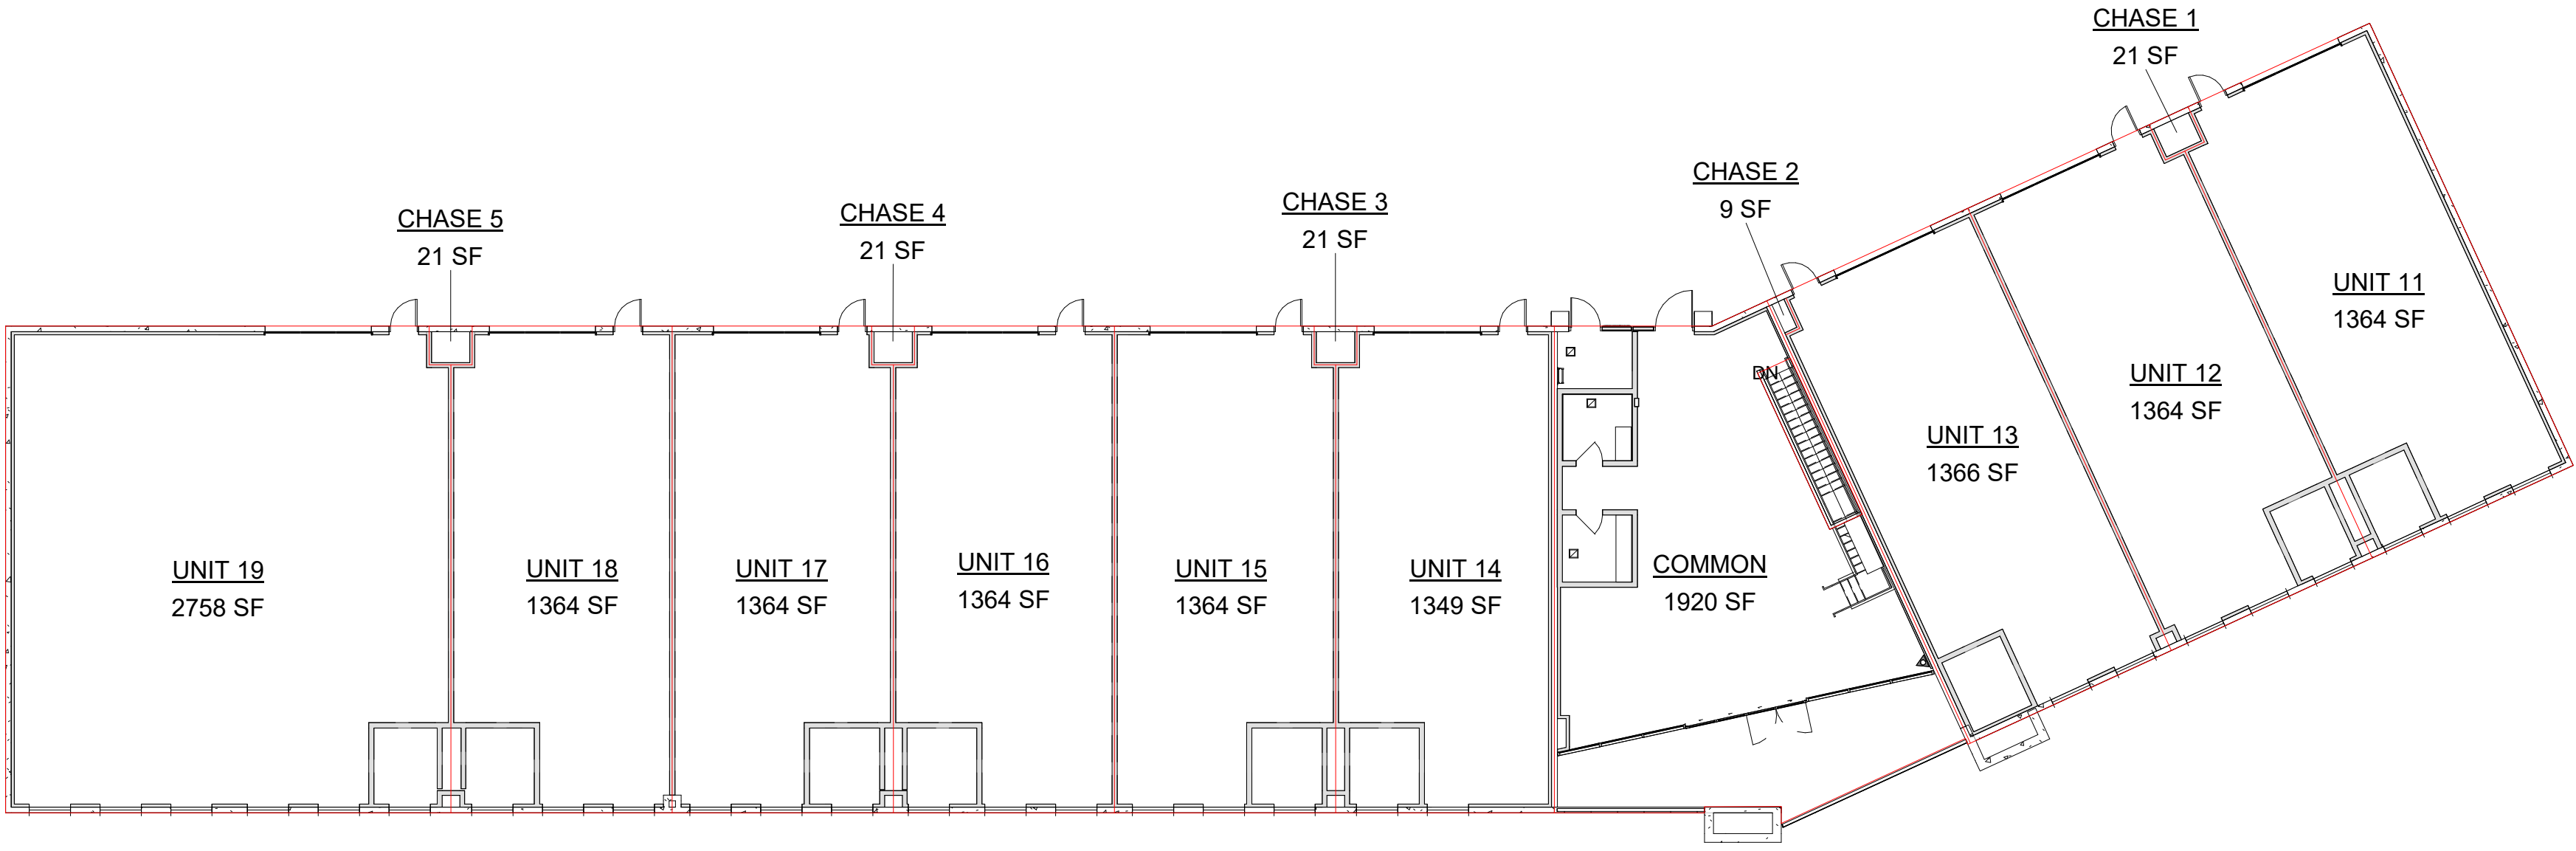 CHASE 1
21 SF
CHASE 2
9 SF
CHASE 3
21 SF
CHASE 4
21 SF
CHASE 5
21 SF
UNIT 11
1364 SF
UNIT 12
1364 SF
DN
UNIT 13
1366 SF
UNIT 19
2758 SF
UNIT 18
1364 SF
UNIT 17
1364 SF
UNIT 16
1364 SF
UNIT 15
1364 SF
UNIT 14
1349 SF
COMMON
1920 SF